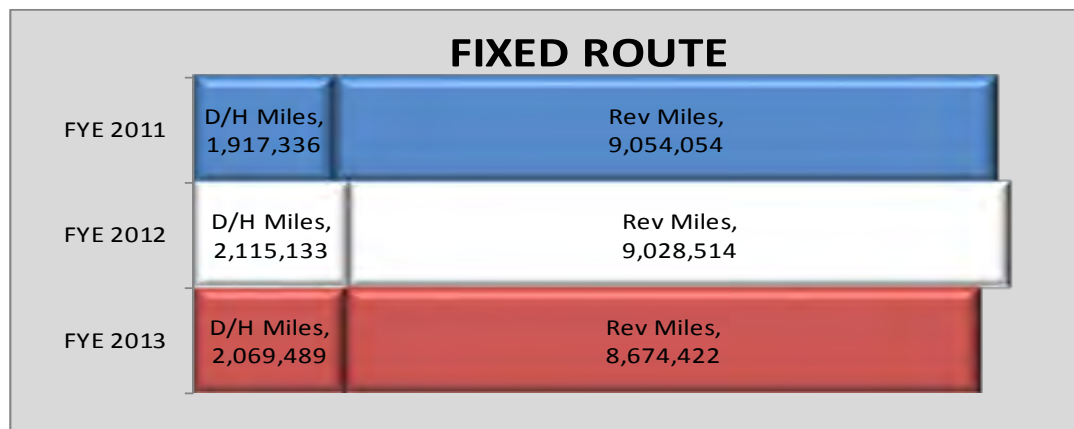 FIXED ROUTE
FYE 2011
D/H Miles,
1,917,336
Rev Miles,
9,054,054
FYE 2012
D/H Miles,
2,115,133
Rev Miles,
9,028,514
FYE 2013
D/H Miles,
2,069,489
Rev Miles,
8,674,422